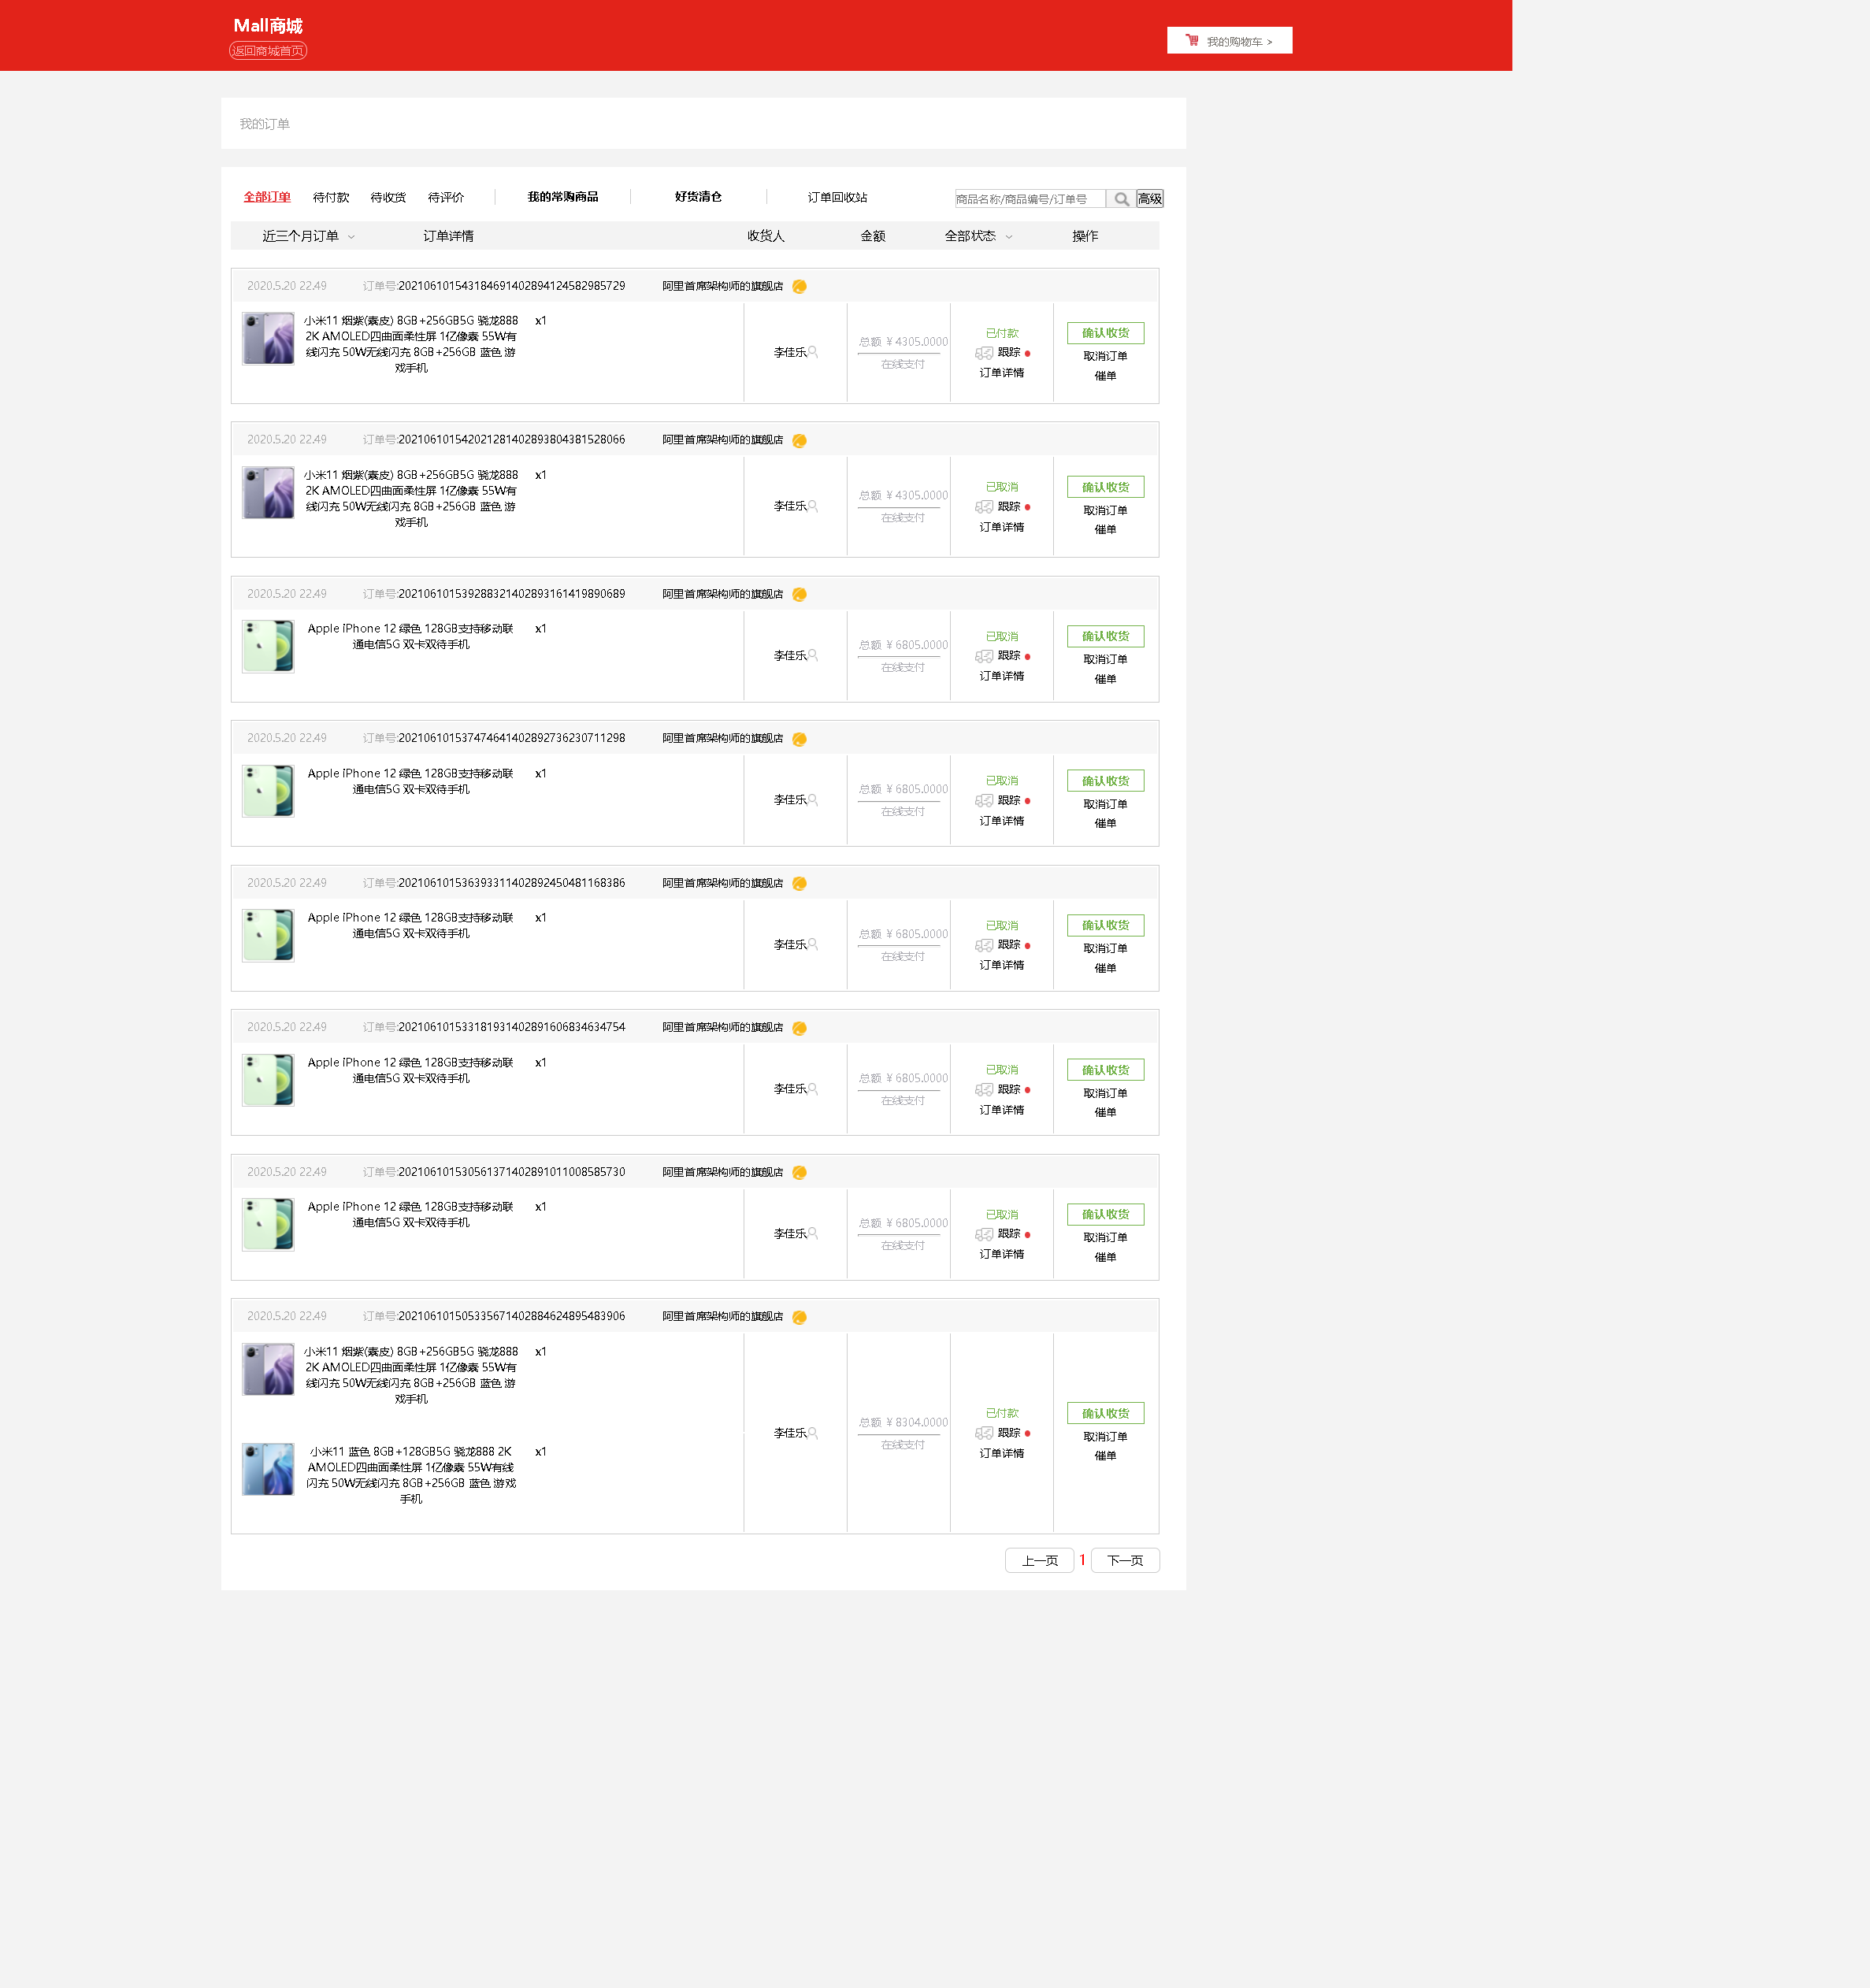 Mall商城
返回商城首页
我的购物车 >
我的订单
全部订单 待付款 待收货 待评价 我的常购商品 好货清仓 订单回收站 商品名称/商品编号/订单号 高级
近三个月订单 订单详情 收货人 金额 全部状态 操作
2020.5.20 22.49 订单号:202106101543184691402894124582985729 阿里首席架构师的旗舰店
小米11 烟紫(素皮) 8GB+256GB5G 骁龙888 x1
2K AMOLED四曲面柔性屏 1亿像素 55W有
线闪充 50W无线闪充 8GB+256GB 蓝色 游
戏手机
李佳乐
总额 ¥4305.0000
在线支付
已付款
跟踪
订单详情
确认收货
取消订单
催单
2020.5.20 22.49 订单号:202106101542021281402893804381528066 阿里首席架构师的旗舰店
小米11 烟紫(素皮) 8GB+256GB5G 骁龙888 x1
2K AMOLED四曲面柔性屏 1亿像素 55W有
线闪充 50W无线闪充 8GB+256GB 蓝色 游
戏手机
李佳乐
总额 ¥4305.0000
在线支付
已取消
跟踪
订单详情
确认收货
取消订单
催单
2020.5.20 22.49 订单号:202106101539288321402893161419890689 阿里首席架构师的旗舰店
Apple iPhone 12 绿色 128GB支持移动联 x1
通电信5G 双卡双待手机
李佳乐
总额 ¥6805.0000
在线支付
已取消
跟踪
订单详情
确认收货
取消订单
催单
2020.5.20 22.49 订单号:202106101537474641402892736230711298 阿里首席架构师的旗舰店
Apple iPhone 12 绿色 128GB支持移动联 x1
通电信5G 双卡双待手机
李佳乐
总额 ¥6805.0000
在线支付
已取消
跟踪
订单详情
确认收货
取消订单
催单
2020.5.20 22.49 订单号:202106101536393311402892450481168386 阿里首席架构师的旗舰店
Apple iPhone 12 绿色 128GB支持移动联 x1
通电信5G 双卡双待手机
李佳乐
总额 ¥6805.0000
在线支付
已取消
跟踪
订单详情
确认收货
取消订单
催单
2020.5.20 22.49 订单号:202106101533181931402891606834634754 阿里首席架构师的旗舰店
Apple iPhone 12 绿色 128GB支持移动联 x1
通电信5G 双卡双待手机
李佳乐
总额 ¥6805.0000
在线支付
已取消
跟踪
订单详情
确认收货
取消订单
催单
2020.5.20 22.49 订单号:202106101530561371402891011008585730 阿里首席架构师的旗舰店
Apple iPhone 12 绿色 128GB支持移动联 x1
通电信5G 双卡双待手机
李佳乐
总额 ¥6805.0000
在线支付
已取消
跟踪
订单详情
确认收货
取消订单
催单
2020.5.20 22.49 订单号:202106101505335671402884624895483906 阿里首席架构师的旗舰店
小米11 烟紫(素皮) 8GB+256GB5G 骁龙888 x1
2K AMOLED四曲面柔性屏 1亿像素 55W有
线闪充 50W无线闪充 8GB+256GB 蓝色 游
戏手机
小米11 蓝色 8GB+128GB5G 骁龙888 2K x1
AMOLED四曲面柔性屏 1亿像素 55W有线
闪充 50W无线闪充 8GB+256GB 蓝色 游戏
手机
李佳乐
总额 ¥8304.0000
在线支付
已付款
跟踪
订单详情
确认收货
取消订单
催单
上一页 1 下一页